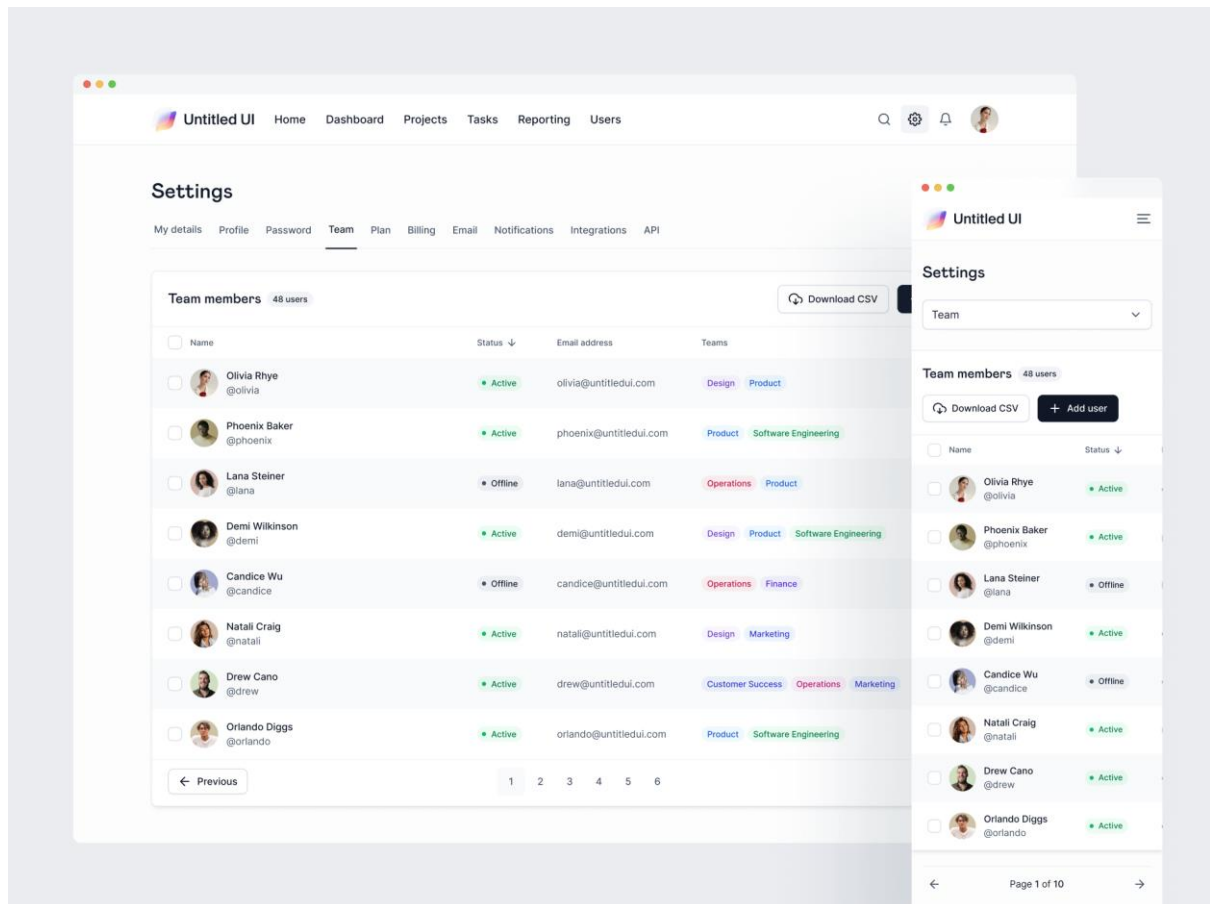 Untitled UI Home Dashboard Projects Tasks Reporting Users
Settings
My details Profile Password Team Plan Billing Email Notifications Integrations API
Team members 48 users Download CSV
Name Status Email address Teams
Olivia Rhye
@olivia
Active olivia@untitledui.com Design Product
Phoenix Baker
@phoenix
Active phoenix@untitledui.com Product Software Engineering
Lana Steiner
@lana
Offline lana@untitledui.com Operations Product
Demi Wilkinson
@demi
Active demi@untitledui.com Design Product Software Engineering
Candice Wu
@candice
Offline candice@untitledui.com Operations Finance
Natali Craig
@natali
Active natali@untitledui.com Design Marketing
Drew Cano
@drew
Active drew@untitledui.com Customer Success Operations Marketing
Orlando Diggs
@orlando
Active orlando@untitledui.com Product Software Engineering
Previous 1 2 3 4 5 6
Untitled UI
Settings
Team
Team members 48 users
Download CSV + Add user
Name Status
Olivia Rhye
@olivia
Active
Phoenix Baker
@phoenix
Active
Lana Steiner
@lana
Offline
Demi Wilkinson
@demi
Active
Candice Wu
@candice
Offline
Natali Craig
@natali
Active
Drew Cano
@drew
Active
Orlando Diggs
@orlando
Active
Page 1 of 10